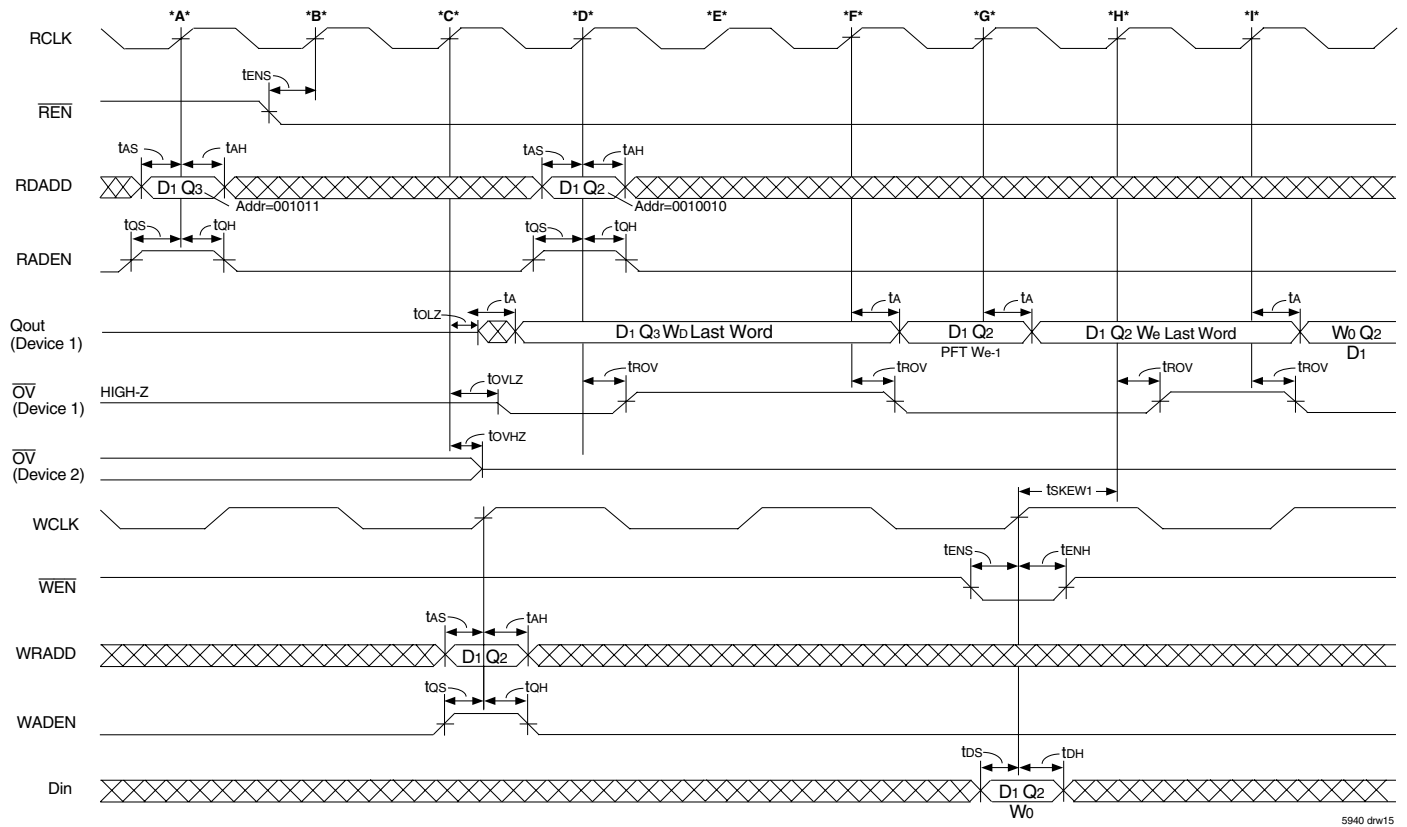 *A* *B* *C* *D* *E* *F* *G* *H* *I*
RCLK
tENS
REN
tAS tAH tAS tAH
RDADD D1 Q3 D1 Q2
Addr=001011 Addr=0010010
tQS tQH tQS tQH
RADEN
tOLZ tA tA tA tA
Qout
(Device 1)
D1 Q3 WD Last Word D1 Q2 D1 Q2 We Last Word W0 Q2
PFT We-1 D1
tOVLZ tROV tROV tROV tROV
OV
(Device 1)
HIGH-Z
tOVHZ
OV
(Device 2)
tSKEW1
WCLK
tENS tENH
WEN
tAS tAH
WRADD D1 Q2
tQS tQH
WADEN
tDS tDH
Din D1 Q2
W0
5940 drw15